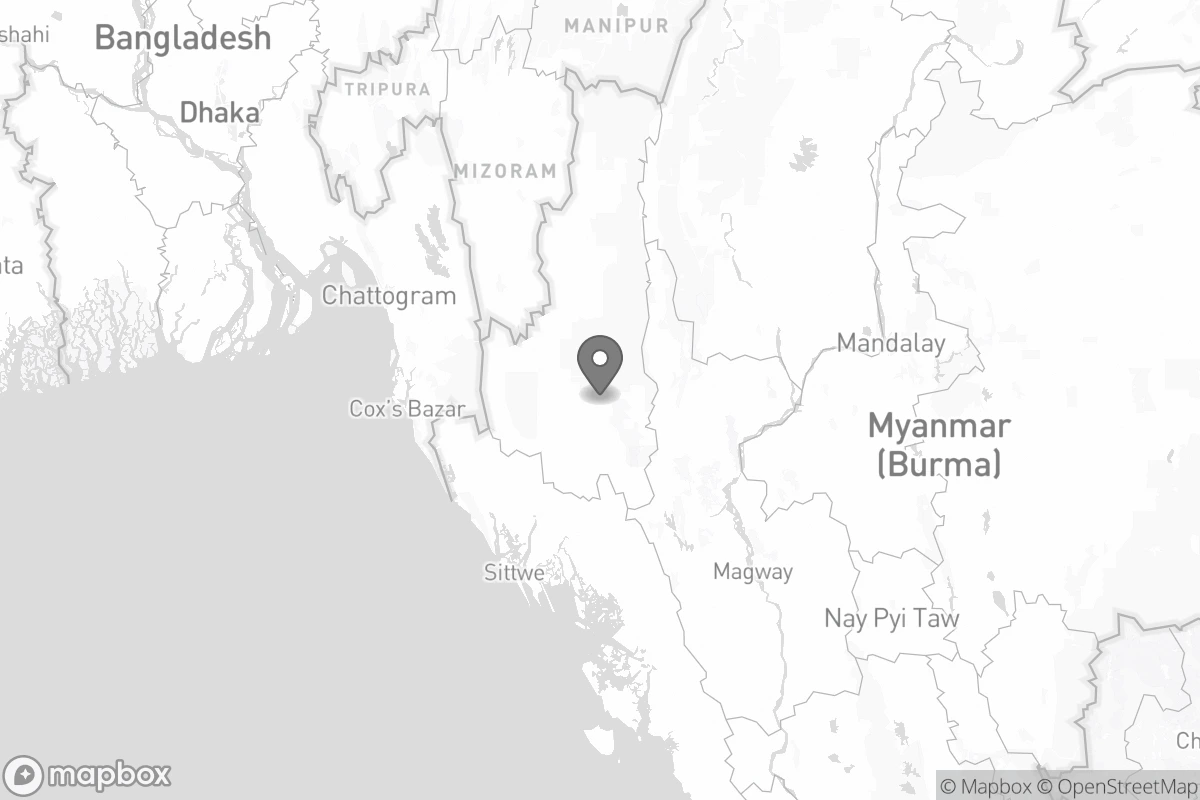 MANIPUR
shahi
Bangladesh
TRIPURA
Dhaka
MIZORAM
ata
Chattogram
Mandalay
Cox's Bazar
Myanmar
(Burma)
Sittwe
Magway
Nay Pyi Taw
Ch
mapbox
© Mapbox © OpenStreetMap